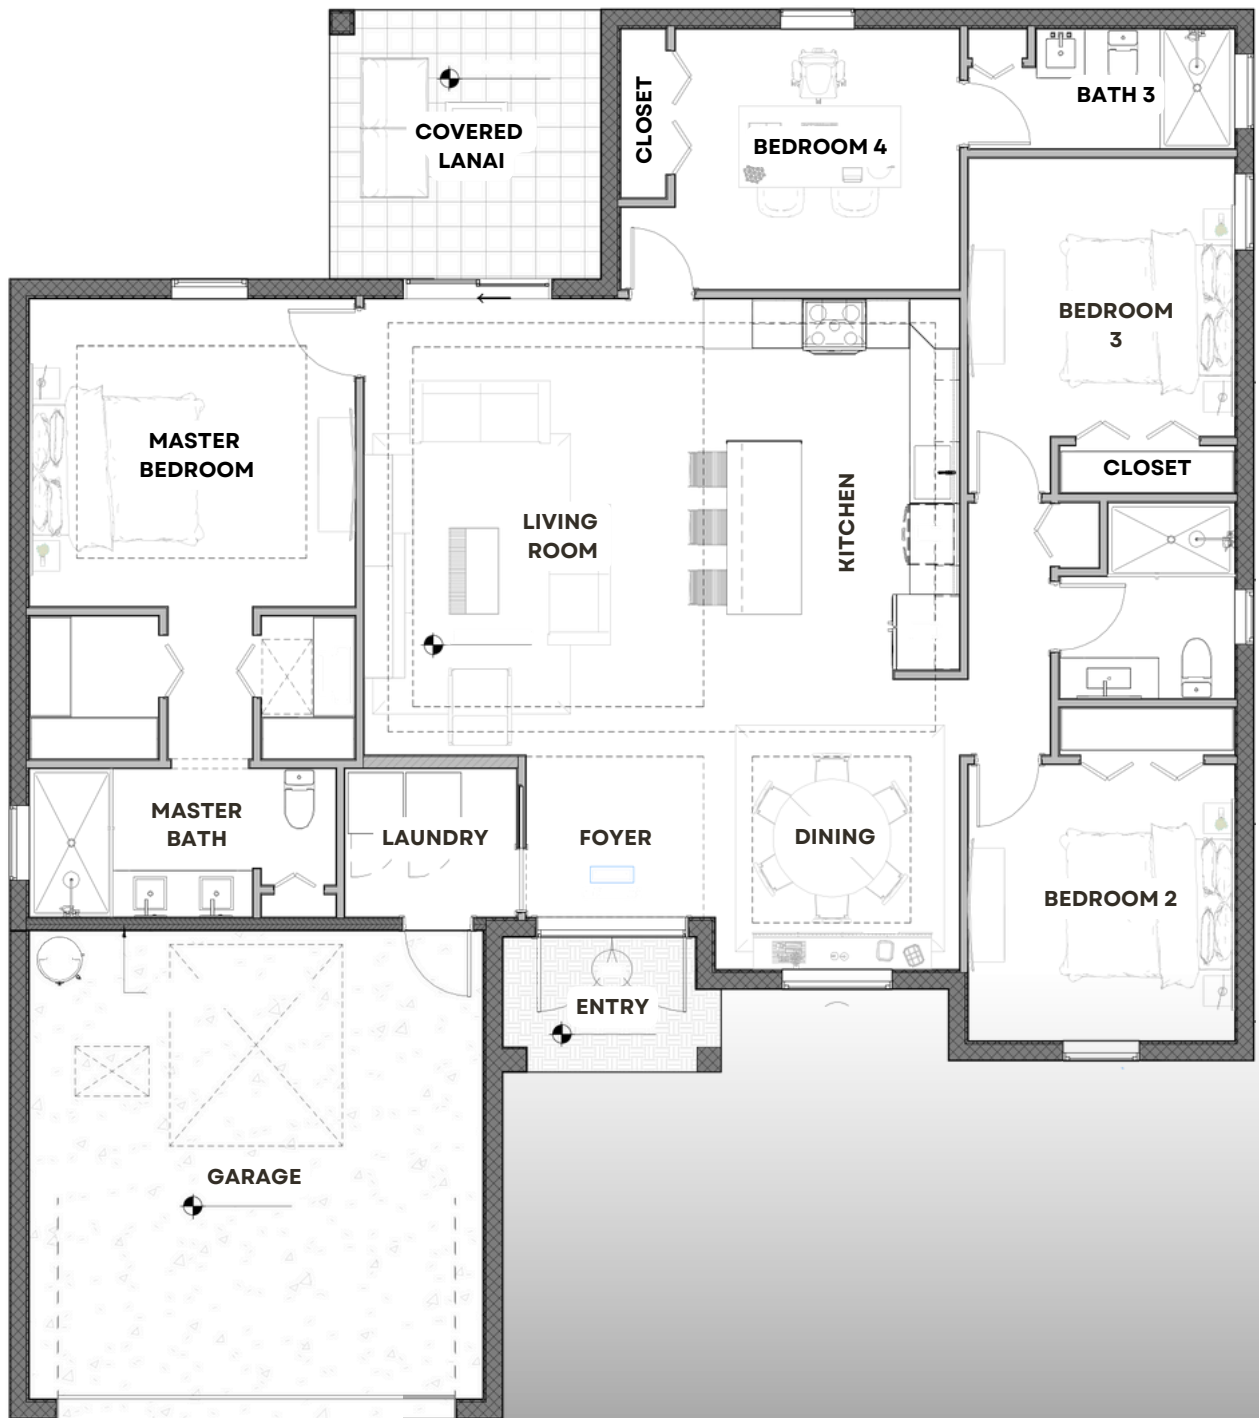 CLOSET
BATH 3
COVERED
LANAI
BEDROOM 4
BEDROOM
3
MASTER
BEDROOM
CLOSET
LIVING
ROOM
KITCHEN
MASTER
BATH
LAUNDRY
FOYER
DINING
BEDROOM 2
ENTRY
GARAGE